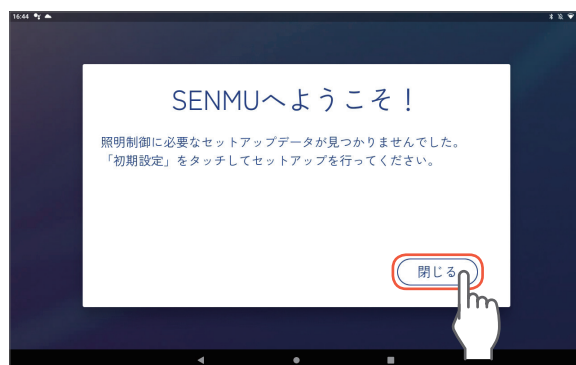 16:44
SENMUへようこそ！
照明制御に必要なセットアップデータが見つかりませんでした。
「初期設定」をタッチしてセットアップを行ってください。
閉じる